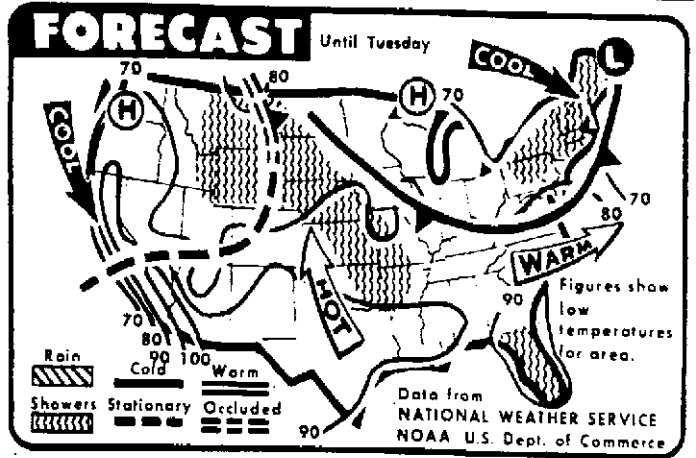 FORECAST
Until Tuesday
70
80
H
COOL
H
70
COOL
L
70
80
WARM
HOT
90
Figures show
low
temperatures
for area.
70
80
90 100
Rain
Cold
Warm
Showers
Stationary
Occluded
90
Data from
NATIONAL WEATHER SERVICE
NOAA U.S. Dept. of Commerce